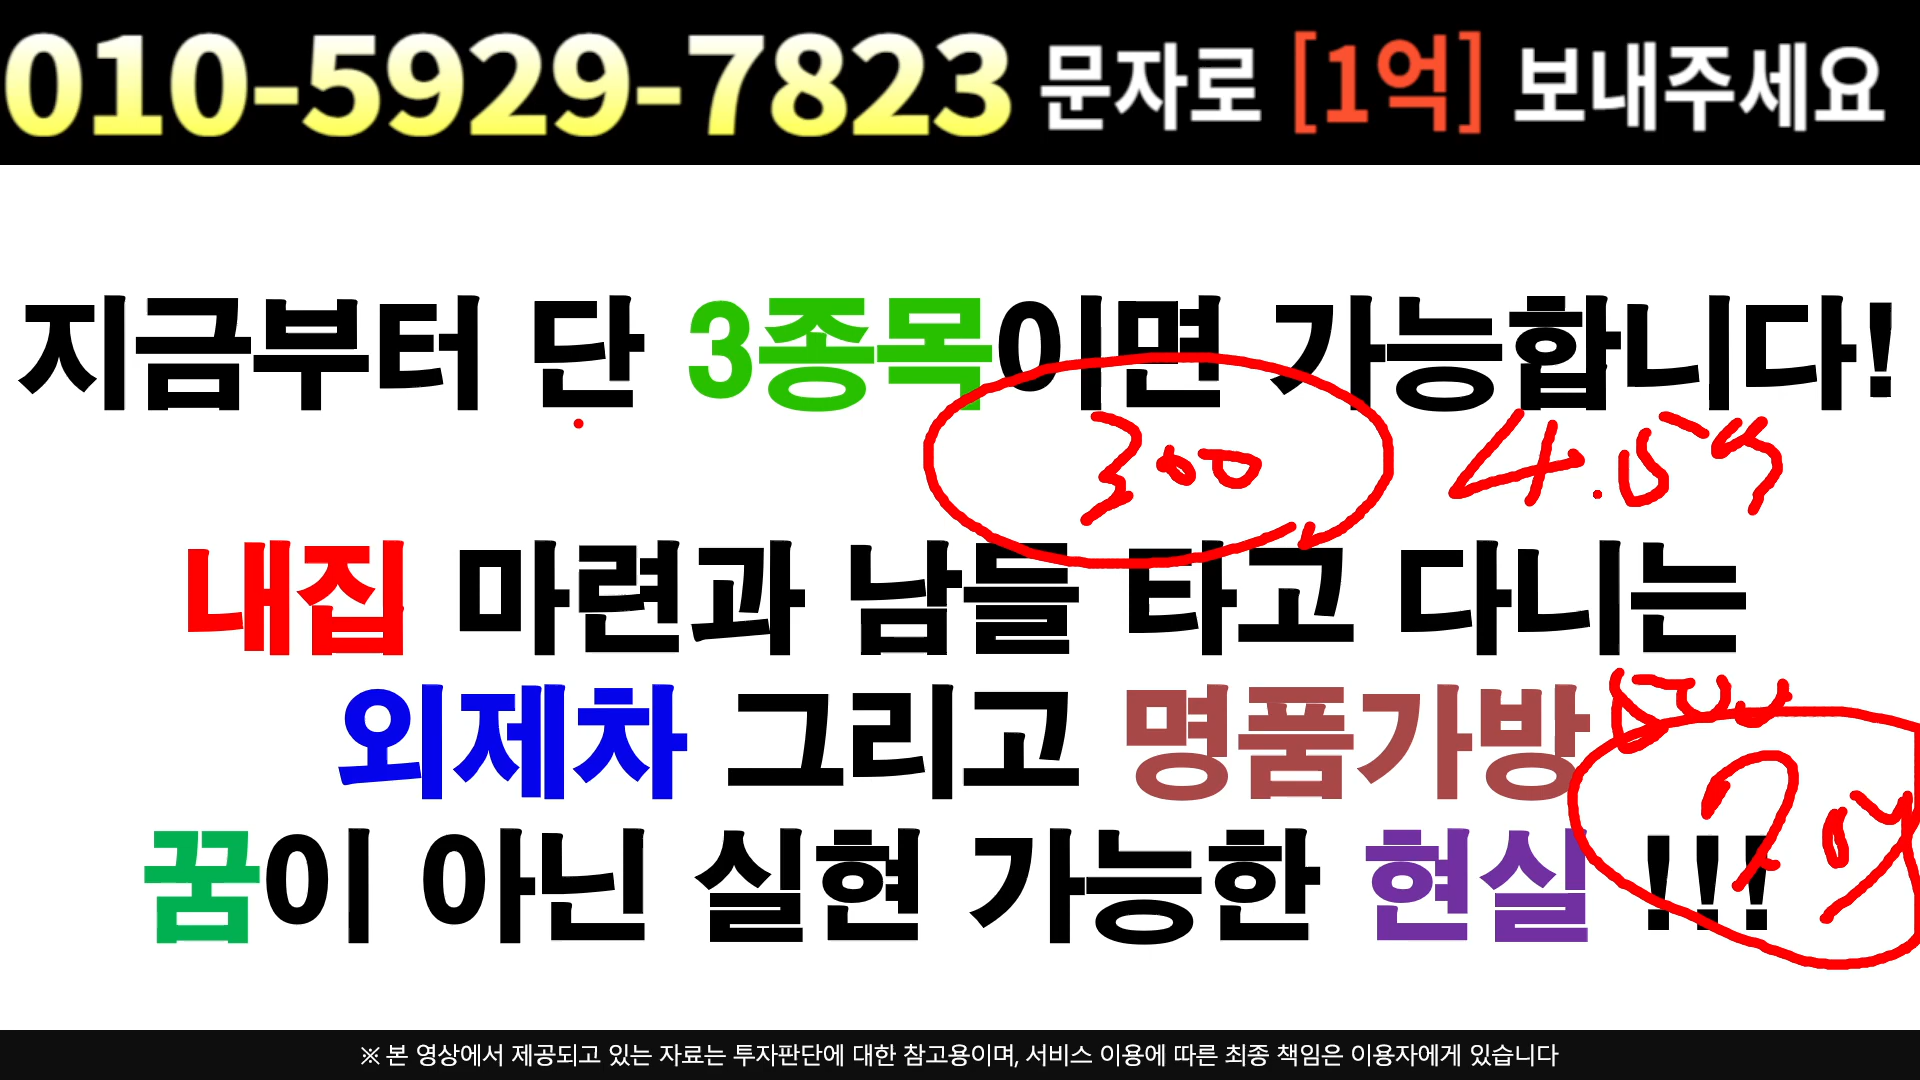 010-5929-7823 문자로 [1억] 보내주세요
지금부터 단 3종목이면 가능합니다!
300
4.5억
내집 마련과 남들 타고 다니는
500
외제차 그리고 명품가방
꿈이 아닌 실현 가능한 현실 !!!
※ 본 영상에서 제공되고 있는 자료는 투자판단에 대한 참고용이며, 서비스 이용에 따른 최종 책임은 이용자에게 있습니다